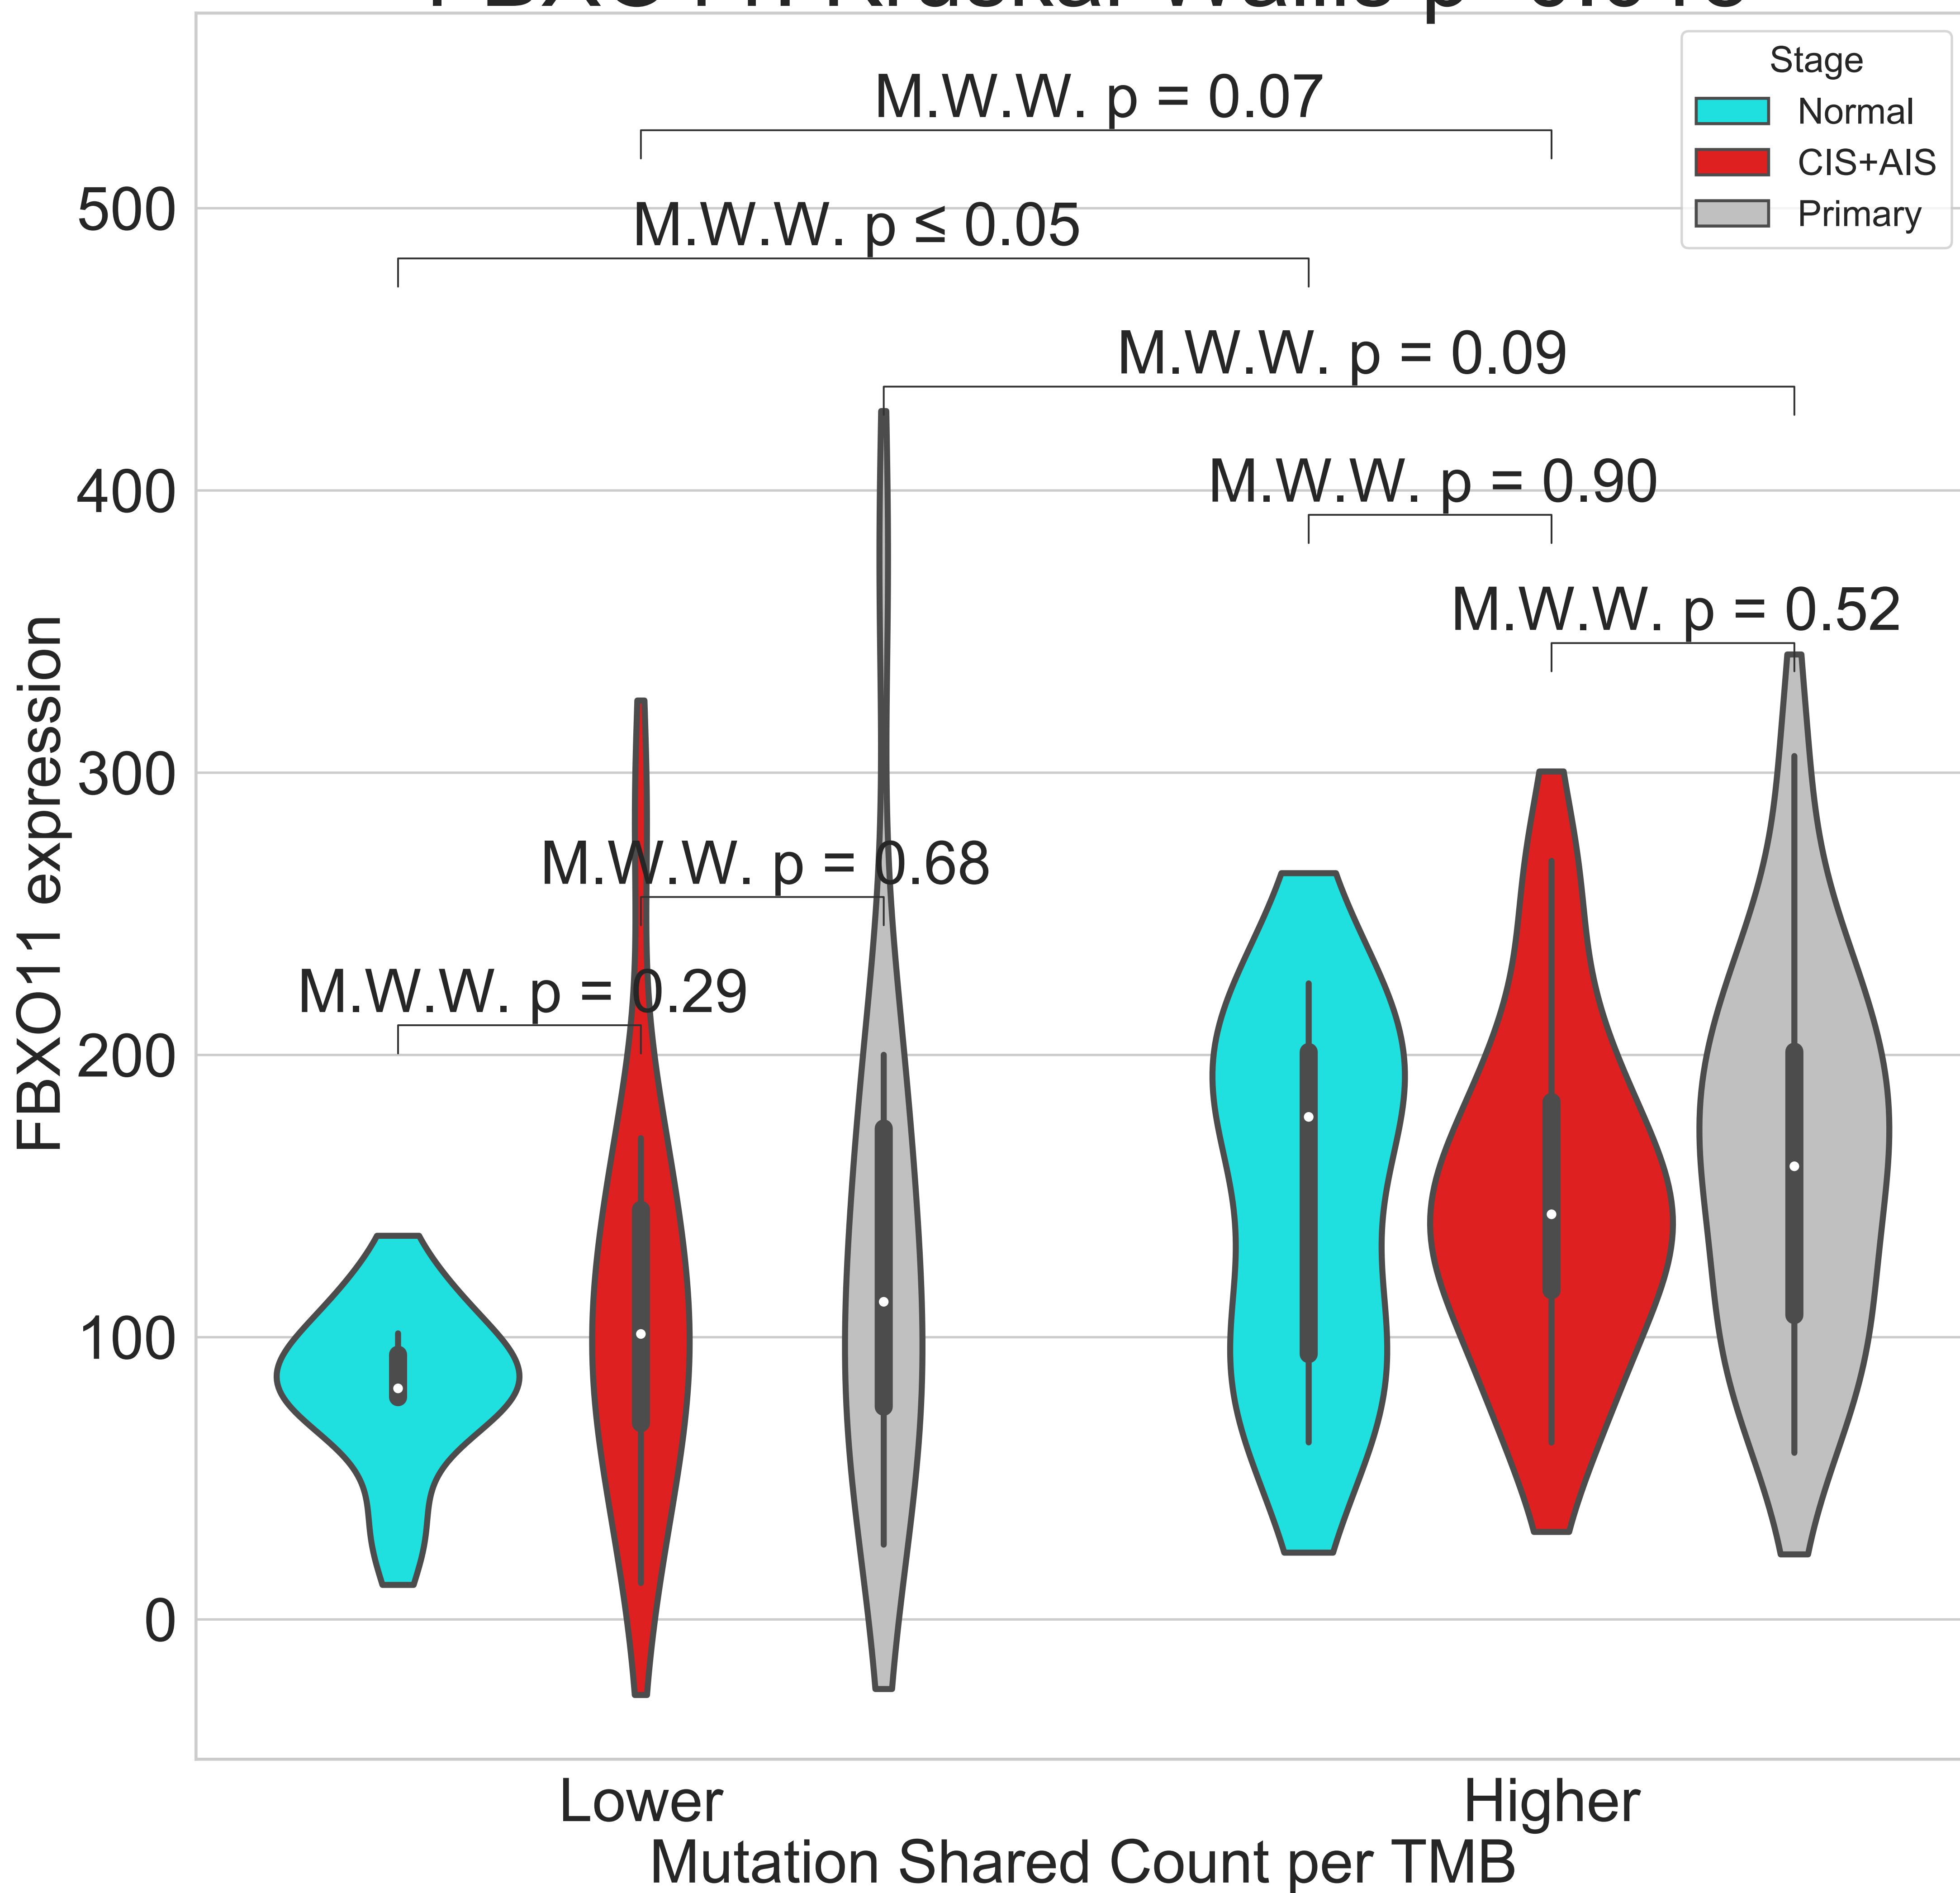 Stage
Normal
CIS+AIS
Primary
M.W.W. p = 0.07
M.W.W. p ≤ 0.05
M.W.W. p = 0.09
M.W.W. p = 0.90
M.W.W. p = 0.52
M.W.W. p = 0.68
M.W.W. p = 0.29
500
400
300
200
100
0
FBXO11 expression
Lower
Higher
Mutation Shared Count per TMB